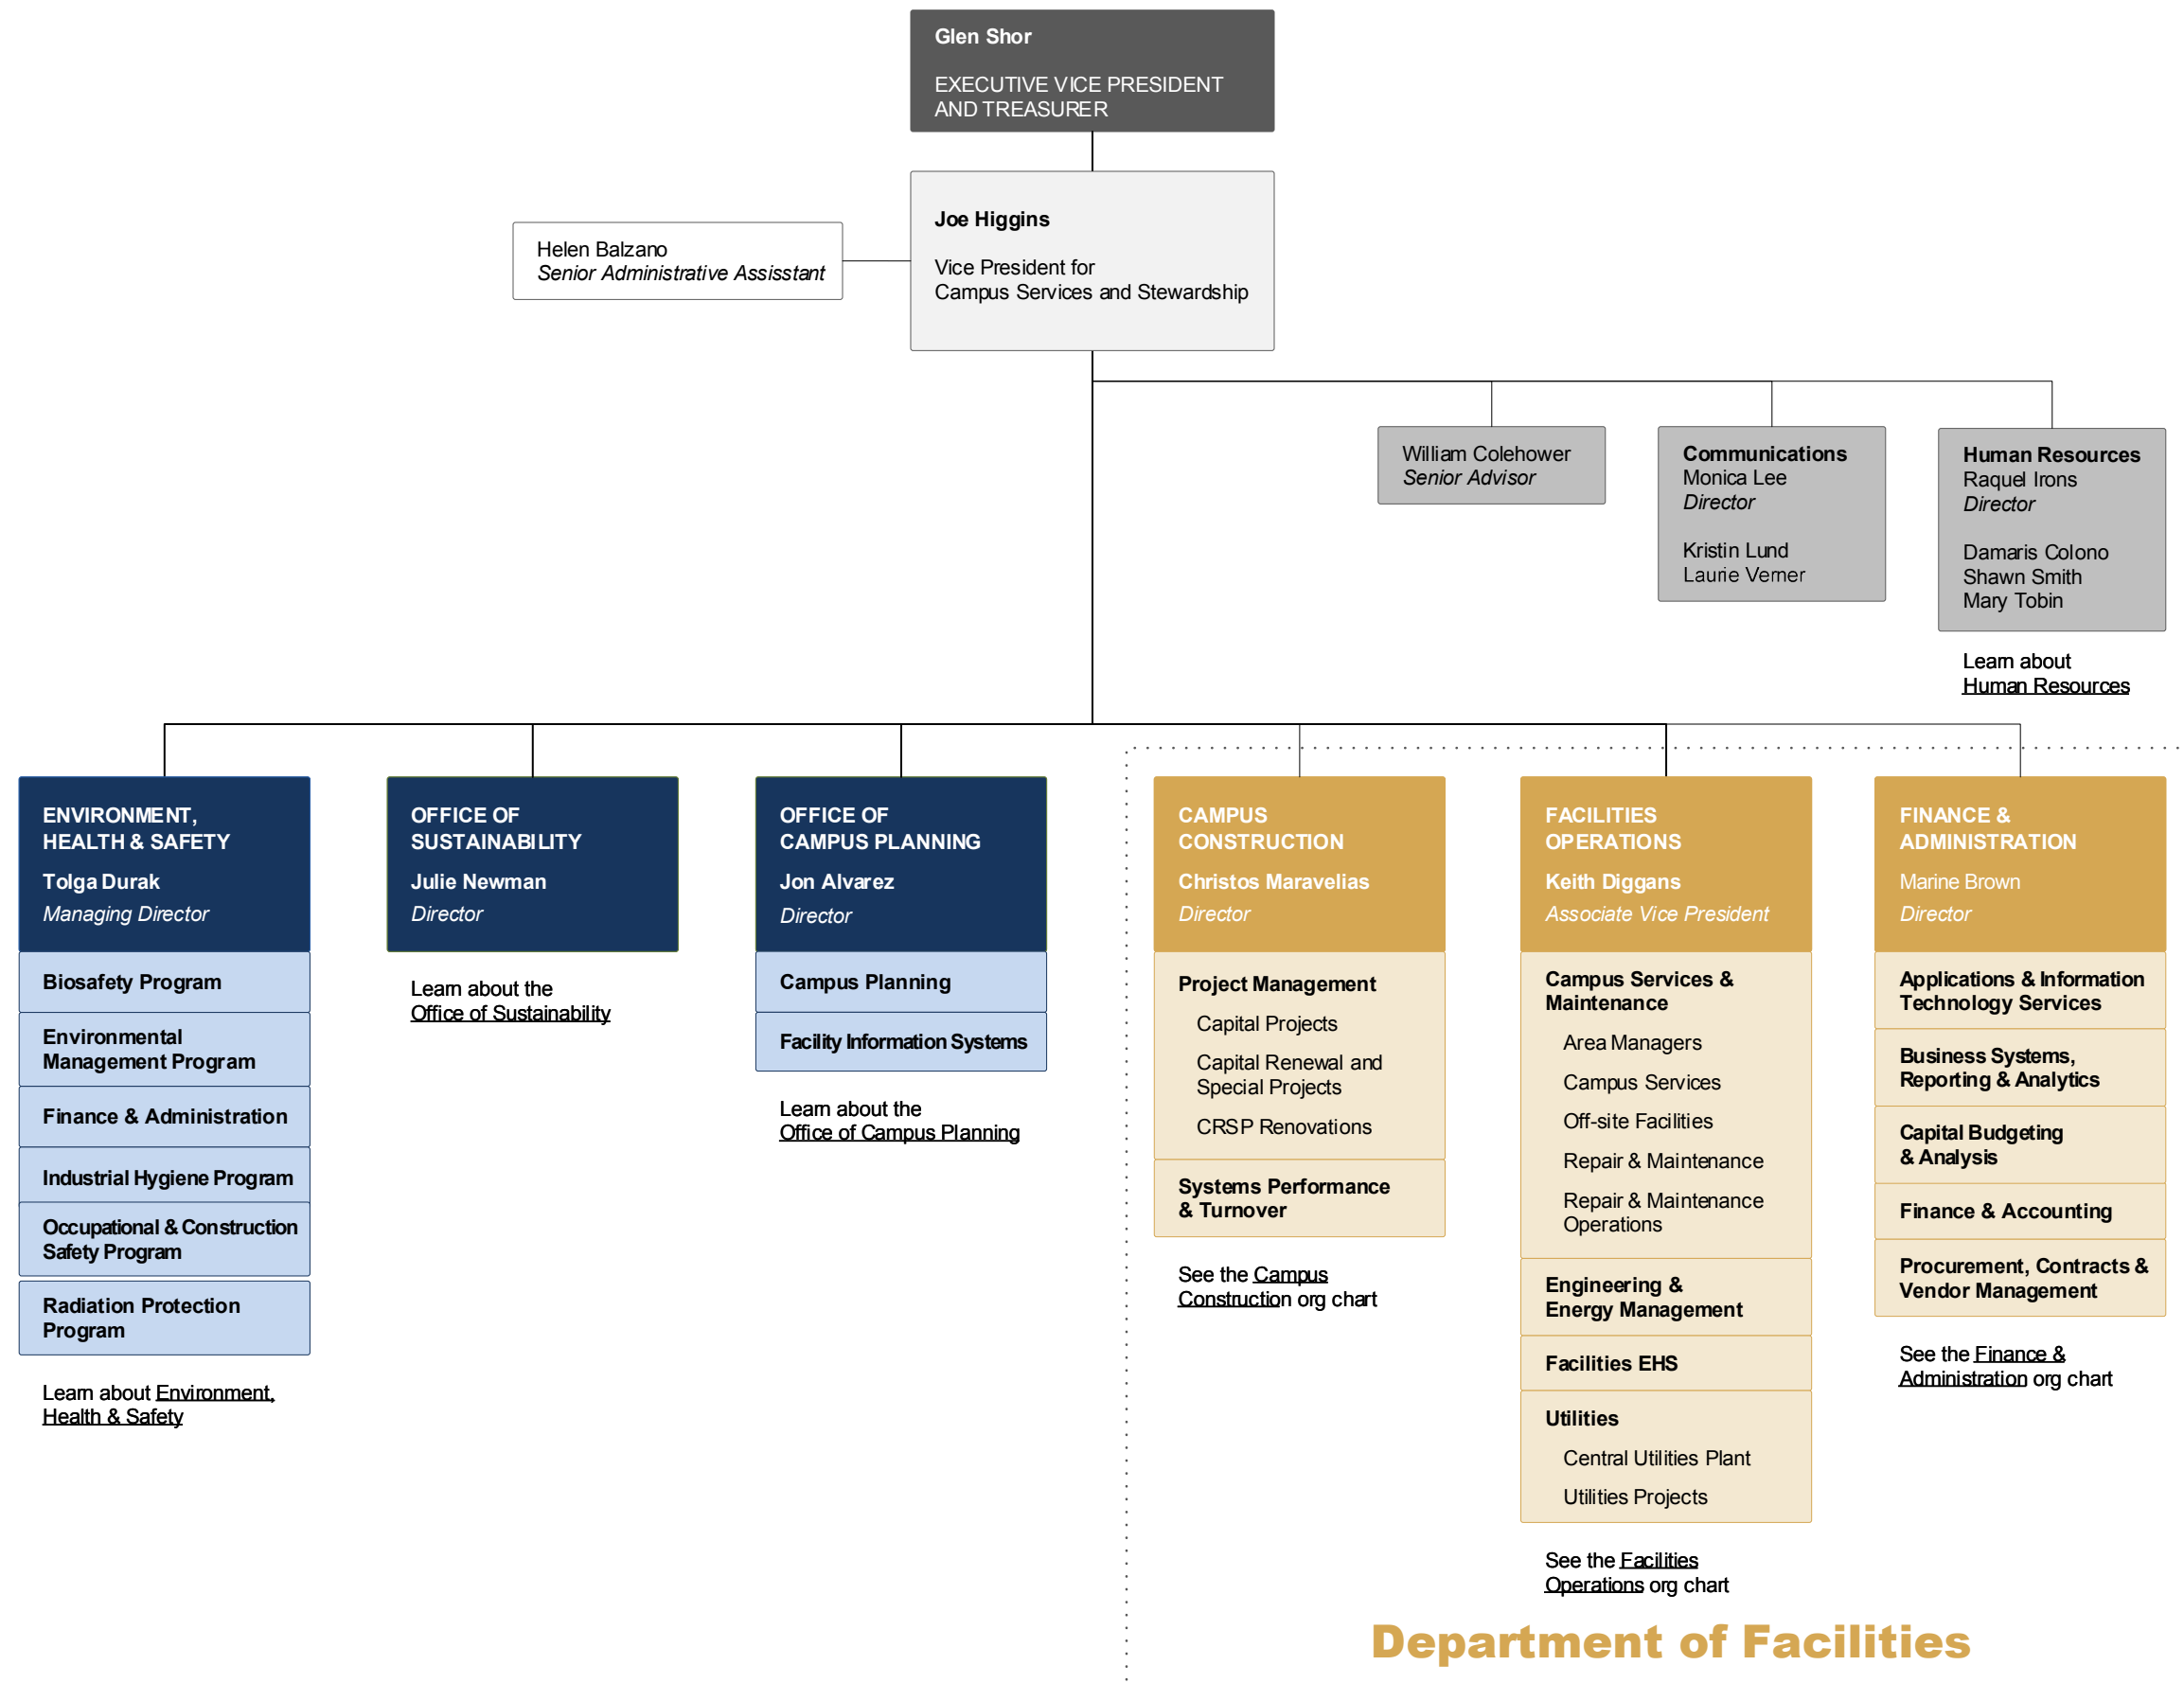 Glen Shor
EXECUTIVE VICE PRESIDENT
AND TREASURER
Joe Higgins
Vice President for
Campus Services and Stewardship
Helen Balzano
Senior Administrative Assisstant
William Colehower
Senior Advisor
Communications
Monica Lee
Director
Kristin Lund
Laurie Verner
Human Resources
Raquel Irons
Director
Damaris Colono
Shawn Smith
Mary Tobin
Learn about
Human Resources
ENVIRONMENT,
HEALTH & SAFETY
Tolga Durak
Managing Director
Biosafety Program
Environmental
Management Program
Finance & Administration
Industrial Hygiene Program
Occupational & Construction
Safety Program
Radiation Protection
Program
Learn about Environment,
Health & Safety
OFFICE OF
SUSTAINABILITY
Julie Newman
Director
Learn about the
Office of Sustainability
OFFICE OF
CAMPUS PLANNING
Jon Alvarez
Director
Campus Planning
Facility Information Systems
Learn about the
Office of Campus Planning
CAMPUS
CONSTRUCTION
Christos Maravelias
Director
Project Management
Capital Projects
Capital Renewal and
Special Projects
CRSP Renovations
Systems Performance
& Turnover
See the Campus
Construction org chart
FACILITIES
OPERATIONS
Keith Diggans
Associate Vice President
Campus Services &
Maintenance
Area Managers
Campus Services
Off-site Facilities
Repair & Maintenance
Repair & Maintenance
Operations
Engineering &
Energy Management
Facilities EHS
Utilities
Central Utilities Plant
Utilities Projects
See the Facilities
Operations org chart
FINANCE &
ADMINISTRATION
Marine Brown
Director
Applications & Information
Technology Services
Business Systems,
Reporting & Analytics
Capital Budgeting
& Analysis
Finance & Accounting
Procurement, Contracts &
Vendor Management
See the Finance &
Administration org chart
Department of Facilities